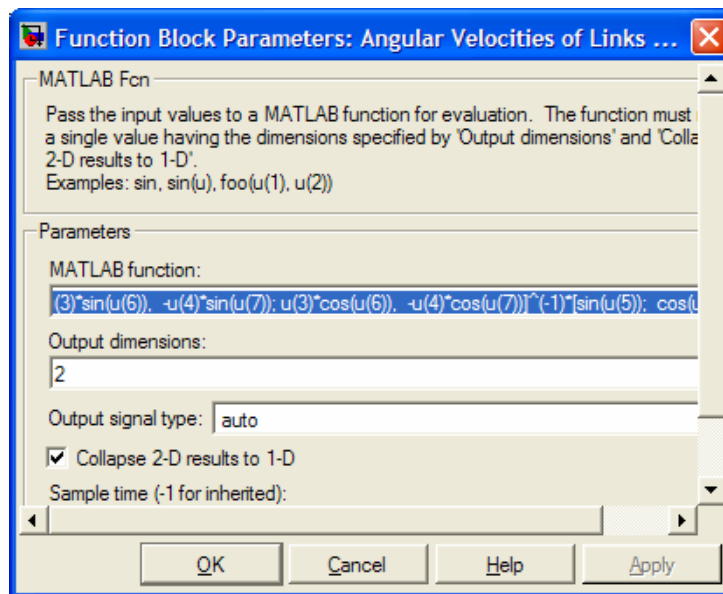 Function Block Parameters: Angular Velocities of Links ...
MATLAB Fcn
Pass the input values to a MATLAB function for evaluation. The function must
a single value having the dimensions specified by 'Output dimensions' and 'Colla
2-D results to 1-D'.
Examples: sin, sin(u), foo(u(1), u(2))
Parameters
MATLAB function:
(3)*sin(u(6)), -u(4)*sin(u(7)); u(3)*cos(u(6)), -u(4)*cos(u(7))]^(-1)*[sin(u(5)); cos(u
Output dimensions:
2
Output signal type: auto
Collapse 2-D results to 1-D
Sample time (-1 for inherited):
OK Cancel Help Apply